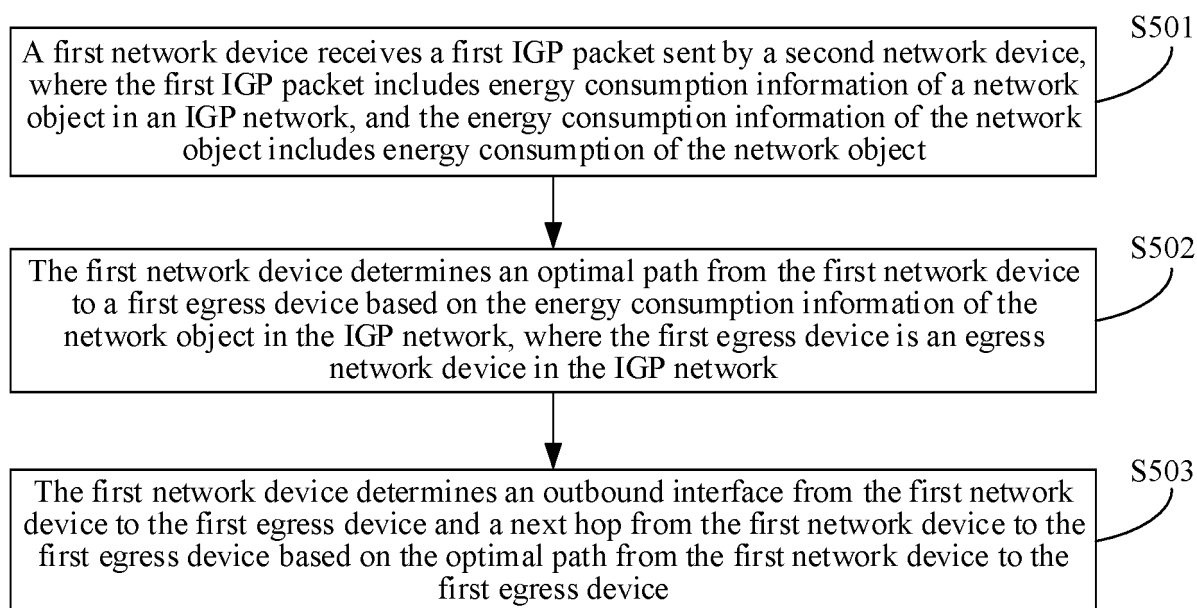 S501
A first network device receives a first IGP packet sent by a second network device,
where the first IGP packet includes energy consumption information of a network
object in an IGP network, and the energy consumption information of the network
object includes energy consumption of the network object
S502
The first network device determines an optimal path from the first network device
to a first egress device based on the energy consumption information of the
network object in the IGP network, where the first egress device is an egress
network device in the IGP network
S503
The first network device determines an outbound interface from the first network
device to the first egress device and a next hop from the first network device to the
first egress device based on the optimal path from the first network device to the
first egress device